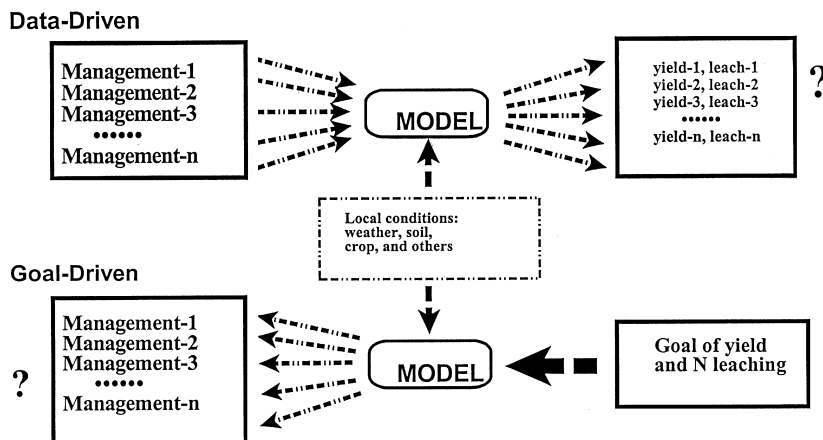 Data-Driven
Management-1
Management-2
Management-3
••••••
Management-n
MODEL
yield-1, leach-1
yield-2, leach-2
yield-3, leach-3
••••••
yield-n, leach-n
?
Local conditions:
weather, soil,
crop, and others
Goal-Driven
?
Management-1
Management-2
Management-3
••••••
Management-n
MODEL
Goal of yield
and N leaching